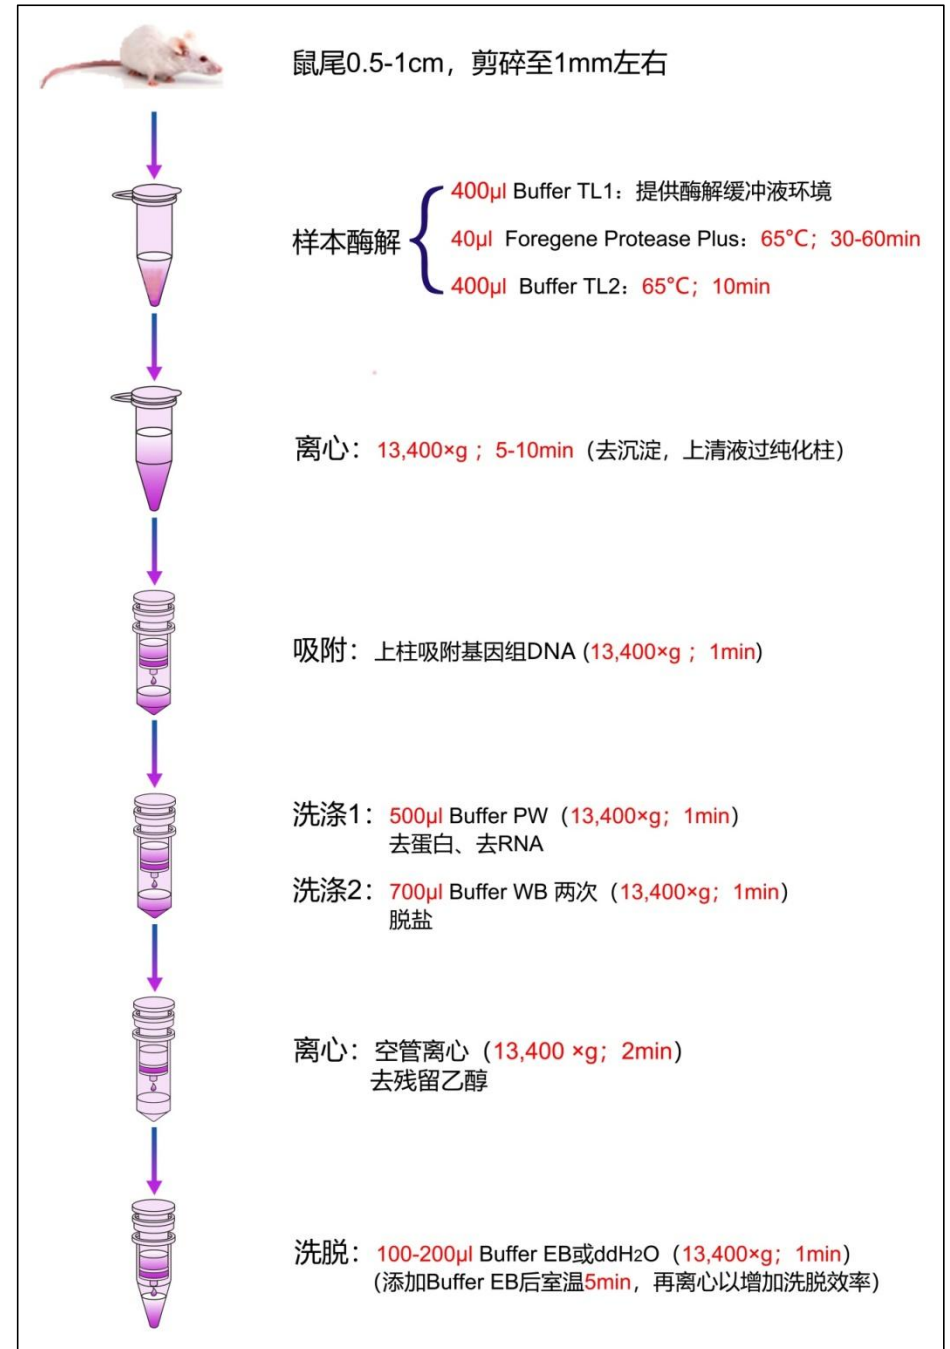 鼠尾0.5-1cm，剪碎至1mm左右
样本酶解
400μl Buffer TL1：提供酶解缓冲液环境
40μl Foregene Protease Plus：65℃；30-60min
400μl Buffer TL2：65℃；10min
离心：13,400×g ；5-10min（去沉淀，上清液过纯化柱）
吸附：上柱吸附基因组DNA (13,400×g ；1min)
洗涤1：500μl Buffer PW（13,400×g；1min）
去蛋白、去RNA
洗涤2：700μl Buffer WB 两次（13,400×g；1min）
脱盐
离心：空管离心（13,400 ×g；2min）
去残留乙醇
洗脱：100-200μl Buffer EB或ddH2O（13,400×g；1min）
（添加Buffer EB后室温5min，再离心以增加洗脱效率）